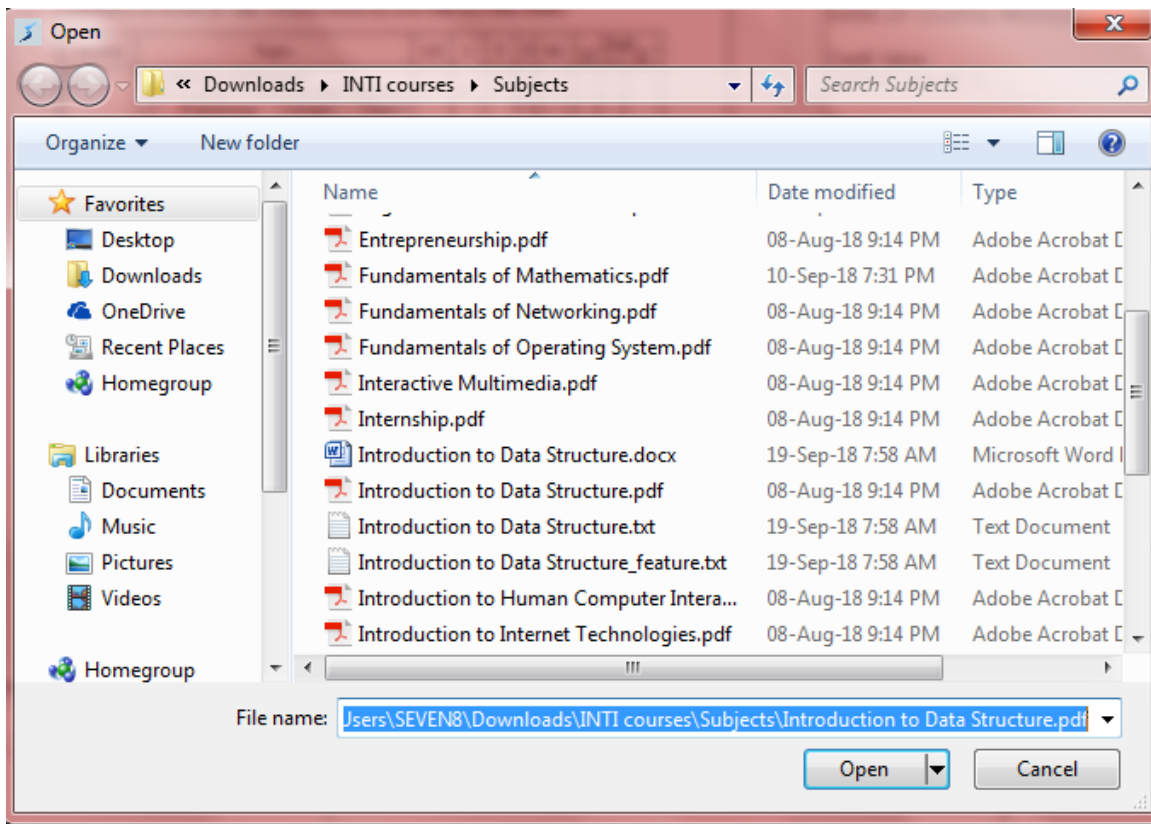 Open
« Downloads ▸ INTI courses ▸ Subjects
Search Subjects
Organize
New folder
Name
Date modified
Type
Favorites
Desktop
Downloads
OneDrive
Recent Places
Homegroup
Libraries
Documents
Music
Pictures
Videos
Homegroup
Entrepreneurship.pdf 08-Aug-18 9:14 PM Adobe Acrobat D
Fundamentals of Mathematics.pdf 10-Sep-18 7:31 PM Adobe Acrobat D
Fundamentals of Networking.pdf 08-Aug-18 9:14 PM Adobe Acrobat D
Fundamentals of Operating System.pdf 08-Aug-18 9:14 PM Adobe Acrobat D
Interactive Multimedia.pdf 08-Aug-18 9:14 PM Adobe Acrobat D
Internship.pdf 08-Aug-18 9:14 PM Adobe Acrobat D
Introduction to Data Structure.docx 19-Sep-18 7:58 AM Microsoft Word
Introduction to Data Structure.pdf 08-Aug-18 9:14 PM Adobe Acrobat D
Introduction to Data Structure.txt 19-Sep-18 7:58 AM Text Document
Introduction to Data Structure_feature.txt 19-Sep-18 7:58 AM Text Document
Introduction to Human Computer Intera... 08-Aug-18 9:14 PM Adobe Acrobat D
Introduction to Internet Technologies.pdf 08-Aug-18 9:14 PM Adobe Acrobat D
File name: Users\SEVEN8\Downloads\INTI courses\Subjects\Introduction to Data Structure.pdf
Open
Cancel